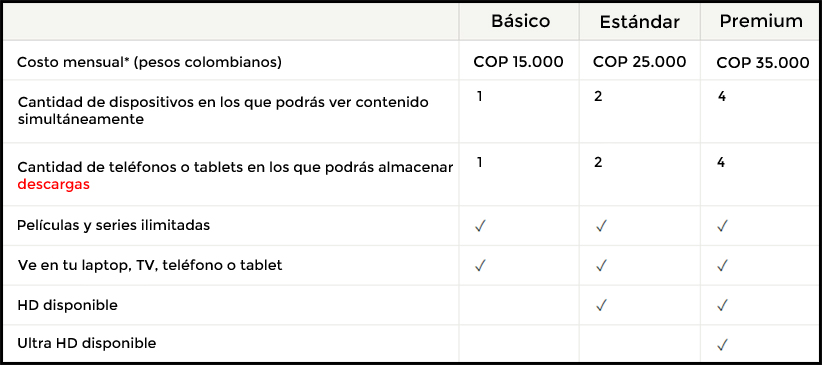 Básico Estándar Premium
Costo mensual* (pesos colombianos) COP 15.000 COP 25.000 COP 35.000
Cantidad de dispositivos en los que podrás ver contenido 1 2 4
simultáneamente
Cantidad de teléfonos o tablets en los que podrás almacenar 1 2 4
descargas
Películas y series ilimitadas ✓ ✓ ✓
Ve en tu laptop, TV, teléfono o tablet ✓ ✓ ✓
HD disponible ✓ ✓
Ultra HD disponible ✓